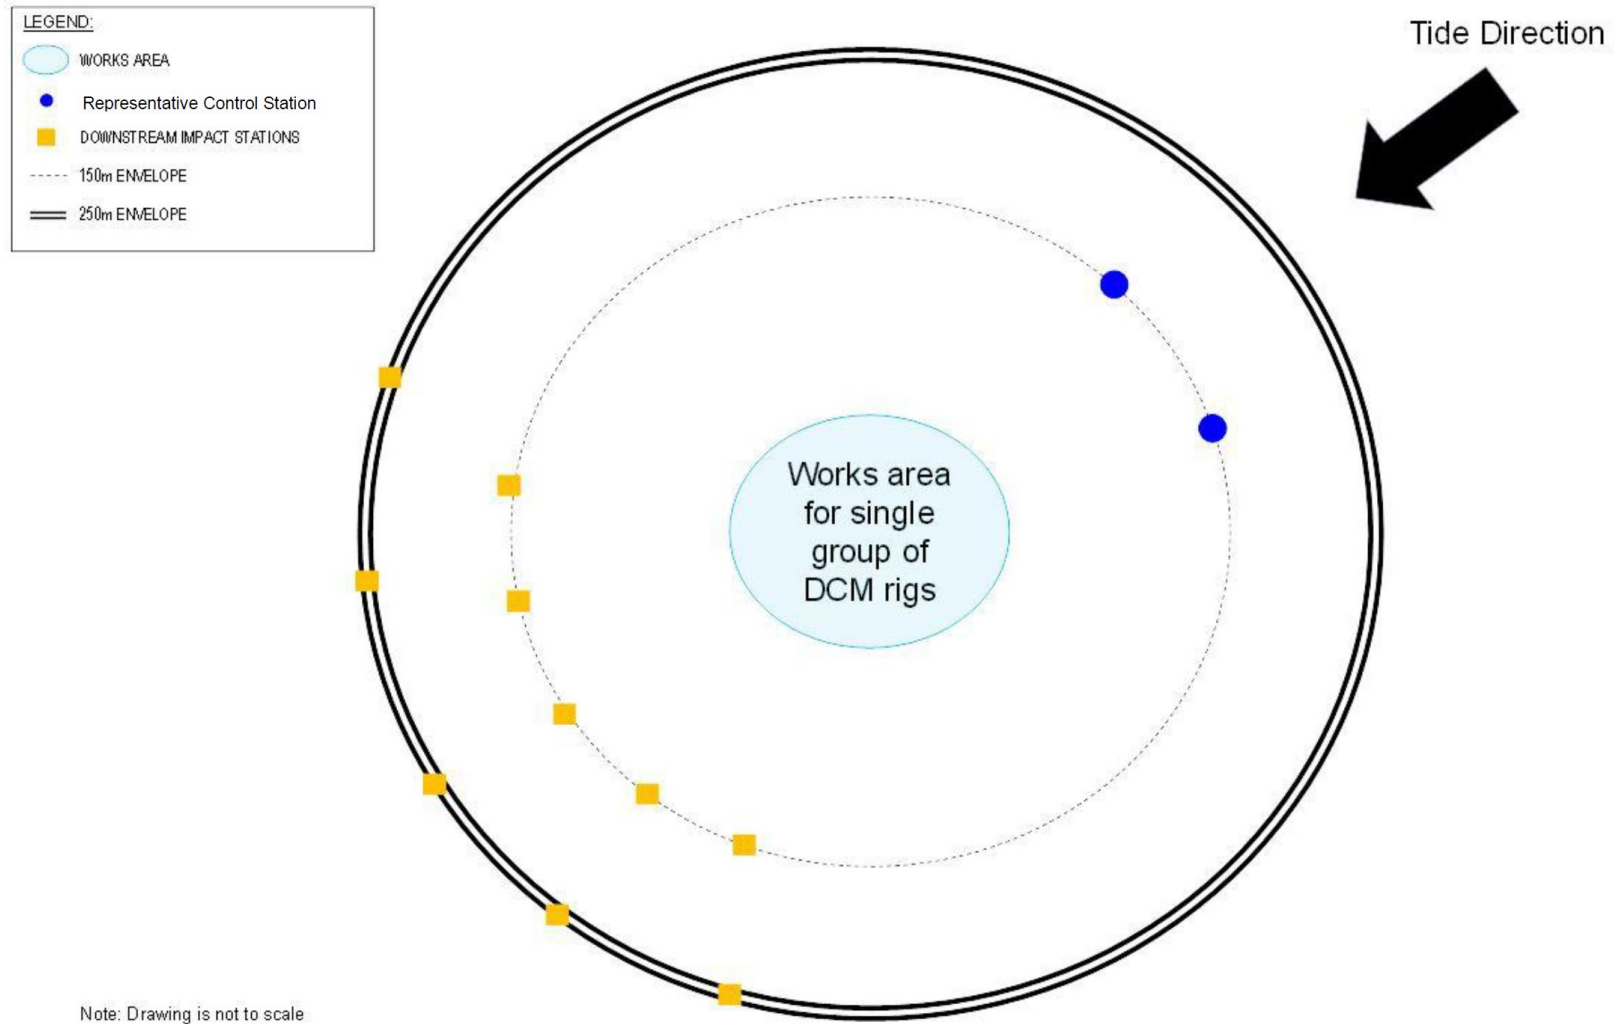 LEGEND:
WORKS AREA
Representative Control Station
DOWNSTREAM IMPACT STATIONS
150m ENVELOPE
250m ENVELOPE
Tide Direction
Works area
for single
group of
DCM rigs
Note: Drawing is not to scale